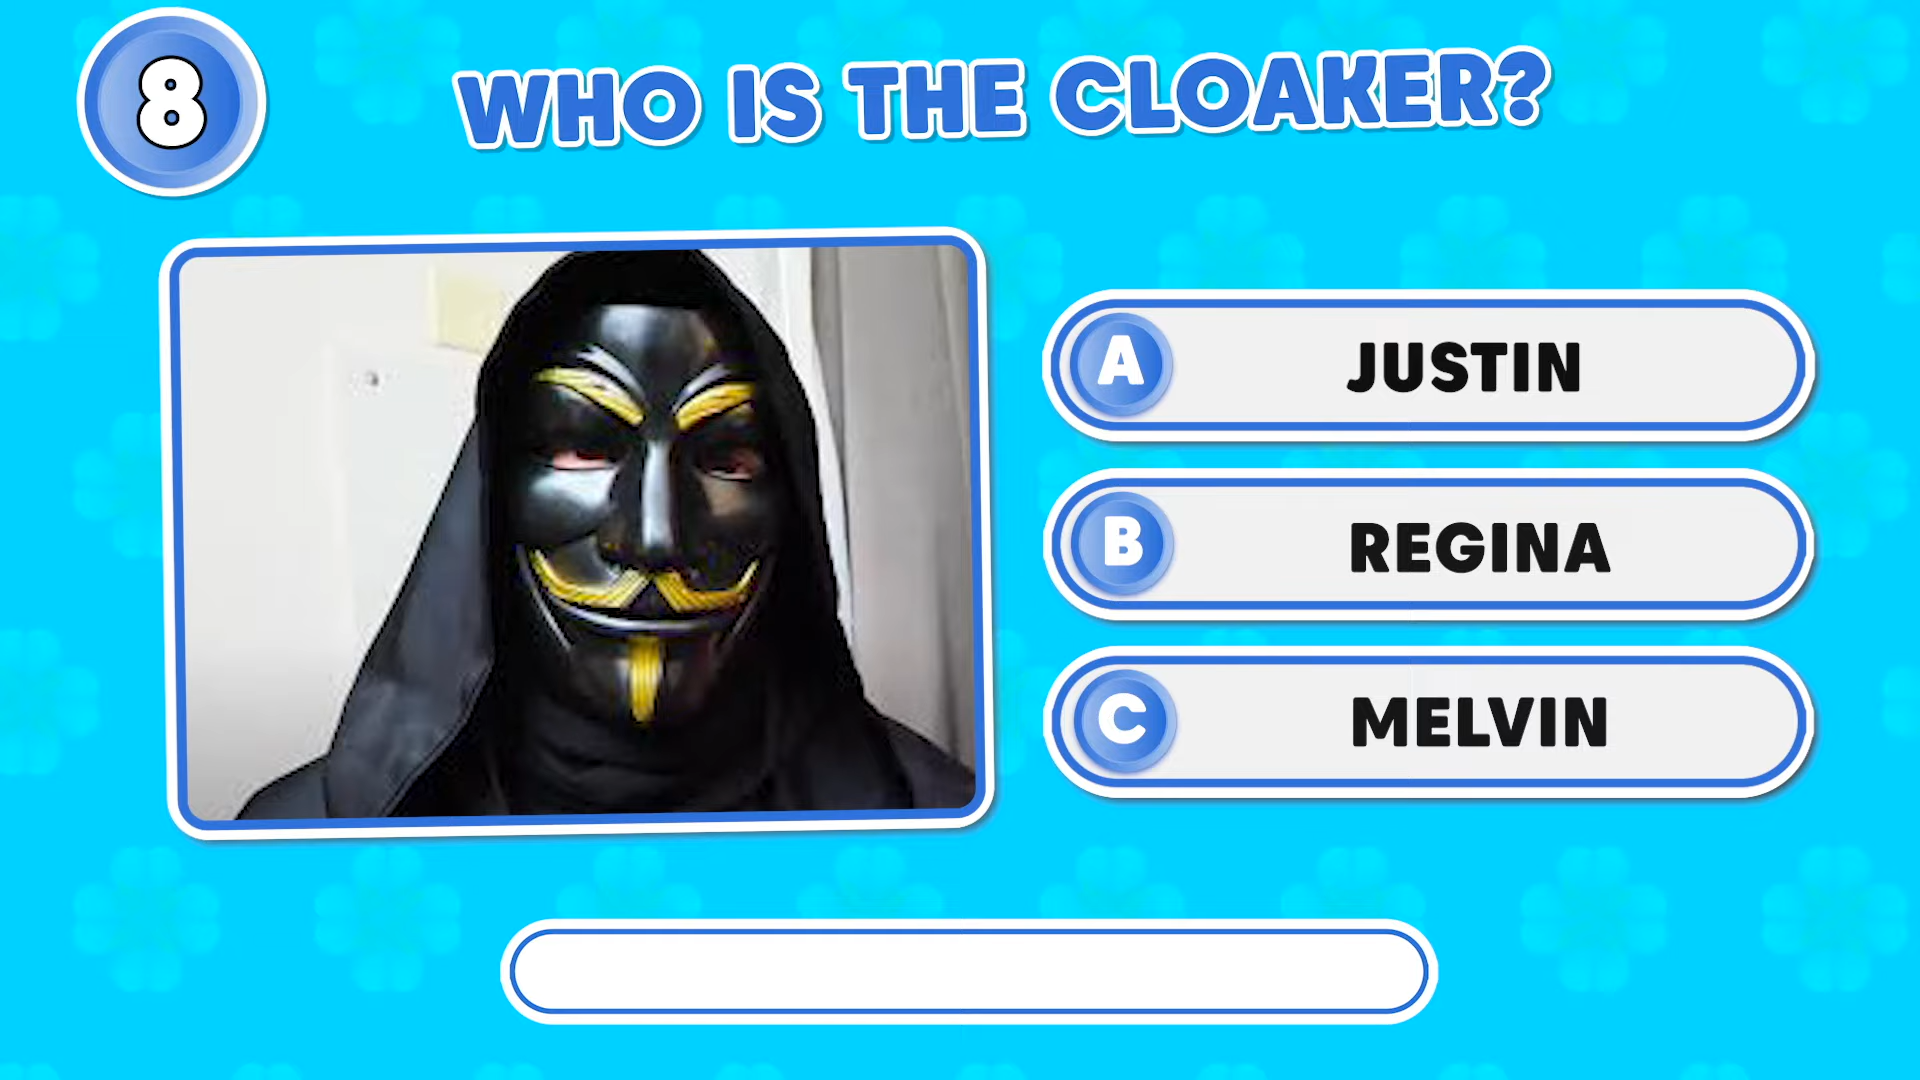 8
WHO IS THE CLOAKER?
A JUSTIN
B REGINA
C MELVIN